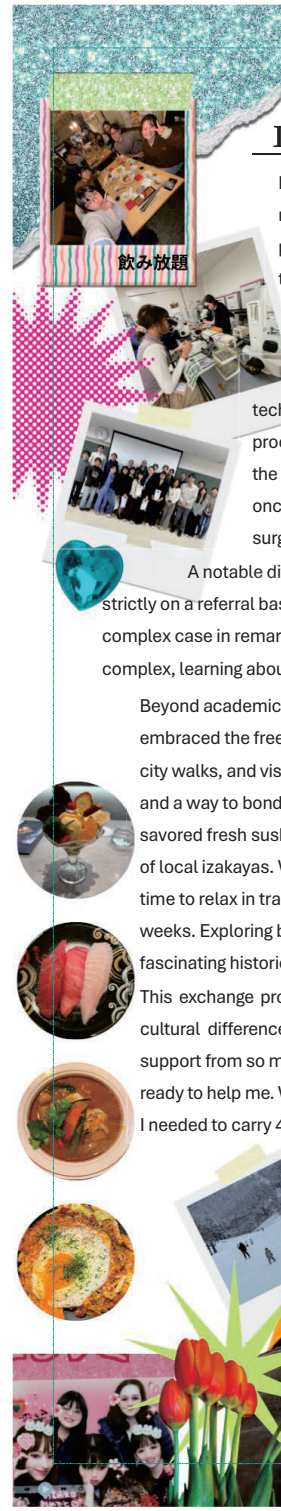 飲み放題
tech
proc
the
onc
surg
A notable di
strictly on a referral bas
complex case in remar
complex, learning abou
Beyond academic
embraced the free
city walks, and vis
and a way to bond
savored fresh sush
of local izakayas. W
time to relax in tra
weeks. Exploring b
fascinating historic
This exchange pro
cultural difference
support from so m
ready to help me. W
I needed to carry 4